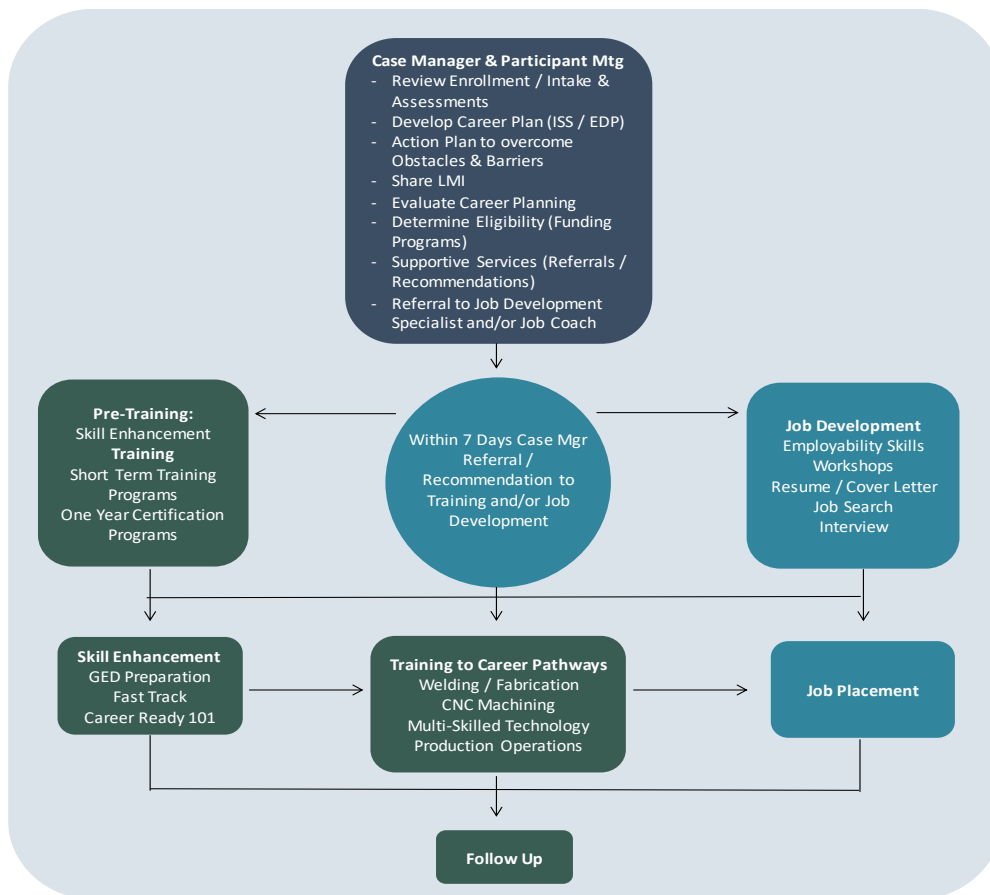 Case Manager & Participant Mtg
- Review Enrollment / Intake &
Assessments
- Develop Career Plan (ISS / EDP)
- Action Plan to overcome
Obstacles & Barriers
- Share LMI
- Evaluate Career Planning
- Determine Eligibility (Funding
Programs)
- Supportive Services (Referrals /
Recommendations)
- Referral to Job Development
Specialist and/or Job Coach
Pre-Training:
Skill Enhancement
Training
Short Term Training
Programs
One Year Certification
Programs
Within 7 Days Case Mgr
Referral /
Recommendation to
Training and/or Job
Development
Job Development
Employability Skills
Workshops
Resume / Cover Letter
Job Search
Interview
Skill Enhancement
GED Preparation
Fast Track
Career Ready 101
Training to Career Pathways
Welding / Fabrication
CNC Machining
Multi-Skilled Technology
Production Operations
Job Placement
Follow Up